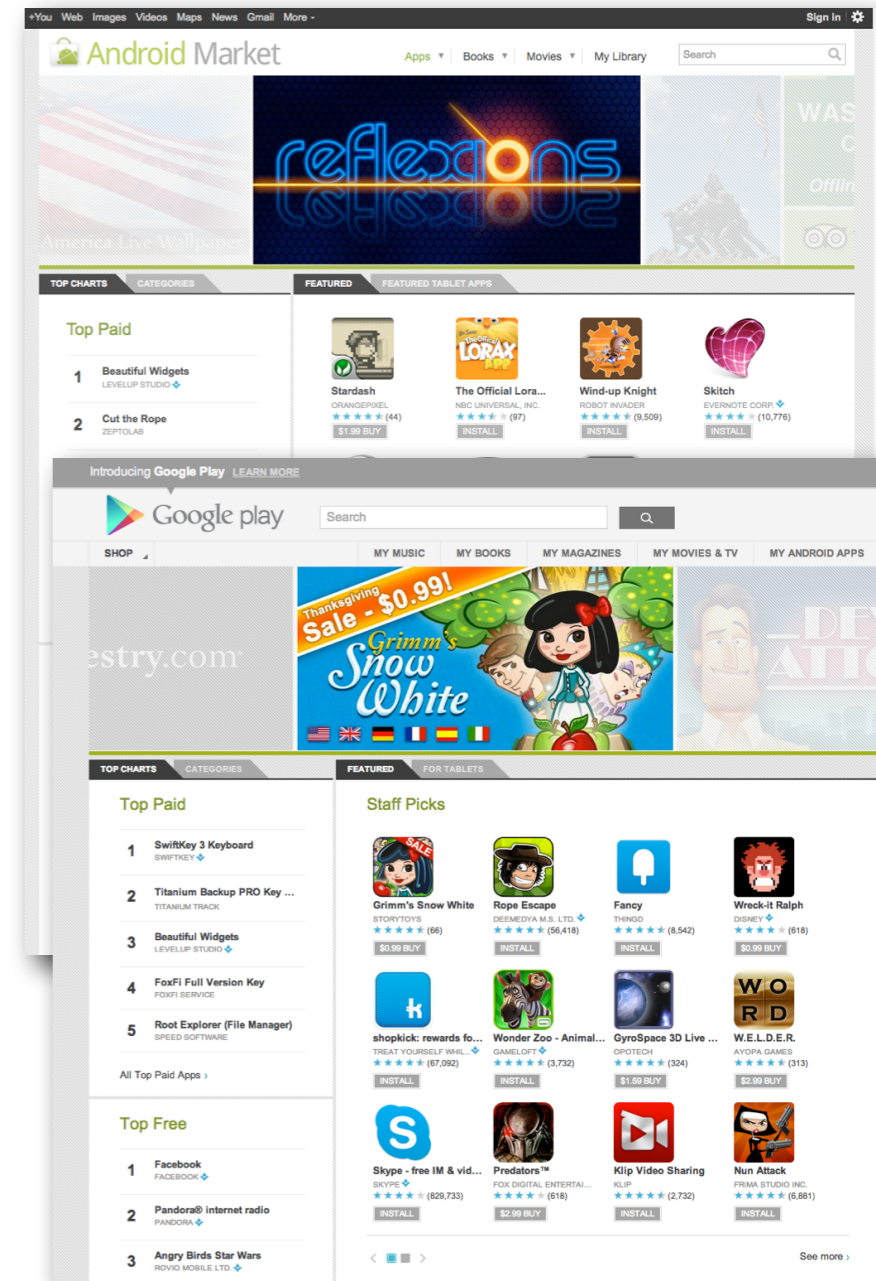 +You Web Images Videos Maps News Gmail More
Sign in
Android Market
Apps Books Movies My Library
Search
America Live Wallpaper
reflexions
WAS
C
Offlin
TOP CHARTS CATEGORIES
FEATURED FEATURED TABLET APPS
Top Paid
1 Beautiful Widgets
LEVELUP STUDIO
2 Cut the Rope
ZEPTOLAB
The Official
LORAX
APP
Stardash The Official Lora... Wind-up Knight Skitch
ORANGEPIXEL NBC UNIVERSAL, INC. ROBOT INVADER EVERNOTE CORP.
(44) (97) (9,509) (10,776)
$1.99 BUY INSTALL INSTALL INSTALL
Introducing Google Play LEARN MORE
Google play
Search
SHOP
MY MUSIC MY BOOKS MY MAGAZINES MY MOVIES & TV MY ANDROID APPS
estry.com
Thanksgiving
Sale - $0.99!
Grimm's
Snow
White
DEV
ATTO
TOP CHARTS CATEGORIES
FEATURED FOR TABLETS
Top Paid
1 SwiftKey 3 Keyboard
SWIFTKEY
2 Titanium Backup PRO Key ...
TITANIUM TRACK
3 Beautiful Widgets
LEVELUP STUDIO
4 FoxFi Full Version Key
FOXFI SERVICE
5 Root Explorer (File Manager)
SPEED SOFTWARE
All Top Paid Apps ›
Top Free
1 Facebook
FACEBOOK
2 Pandora® internet radio
PANDORA
3 Angry Birds Star Wars
ROVIO MOBILE LTD.
Staff Picks
SALE
Grimm's Snow White Rope Escape Fancy Wreck-it Ralph
STORYTOYS DEEMEDYA M.S. LTD. THINGD DISNEY
(66) (56,418) (8,542) (618)
$0.99 BUY INSTALL INSTALL $0.99 BUY
k
W O
R D
shopkick: rewards fo... Wonder Zoo - Animal... GyroSpace 3D Live ... W.E.L.D.E.R.
TREAT YOURSELF WHIL... GAMELOFT OPOTECH AYOPA GAMES
(67,092) (3,732) (324) (313)
INSTALL INSTALL $1.59 BUY $2.99 BUY
S
Skype - free IM & vid... Predators™ Klip Video Sharing Nun Attack
SKYPE FOX DIGITAL ENTERTAI... KLIP FRIMA STUDIO INC.
(829,733) (618) (2,732) (6,881)
INSTALL $2.99 BUY INSTALL INSTALL
See more ›